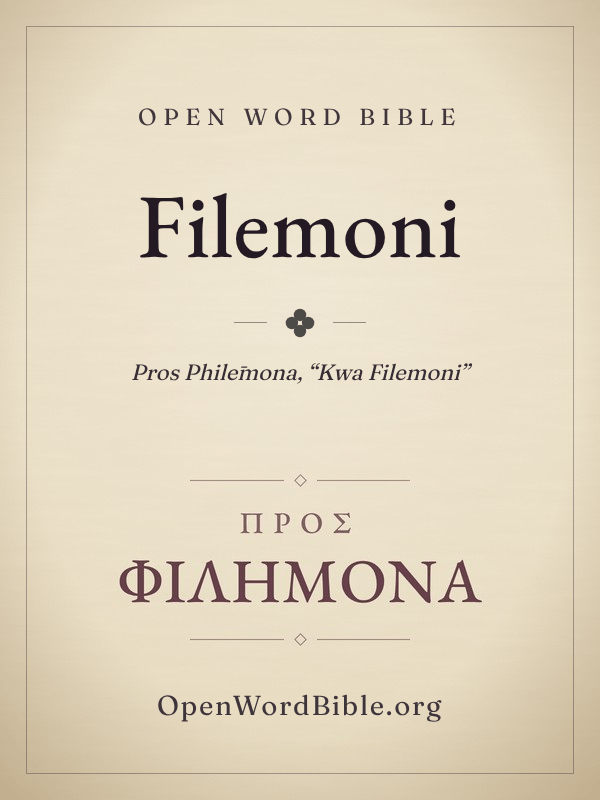 OPEN WORD BIBLE
Filemoni
Pros Philēmona, “Kwa Filemoni”
ΠΡΟΣ
ΦΙΛΗΜΟΝΑ
OpenWordBible.org